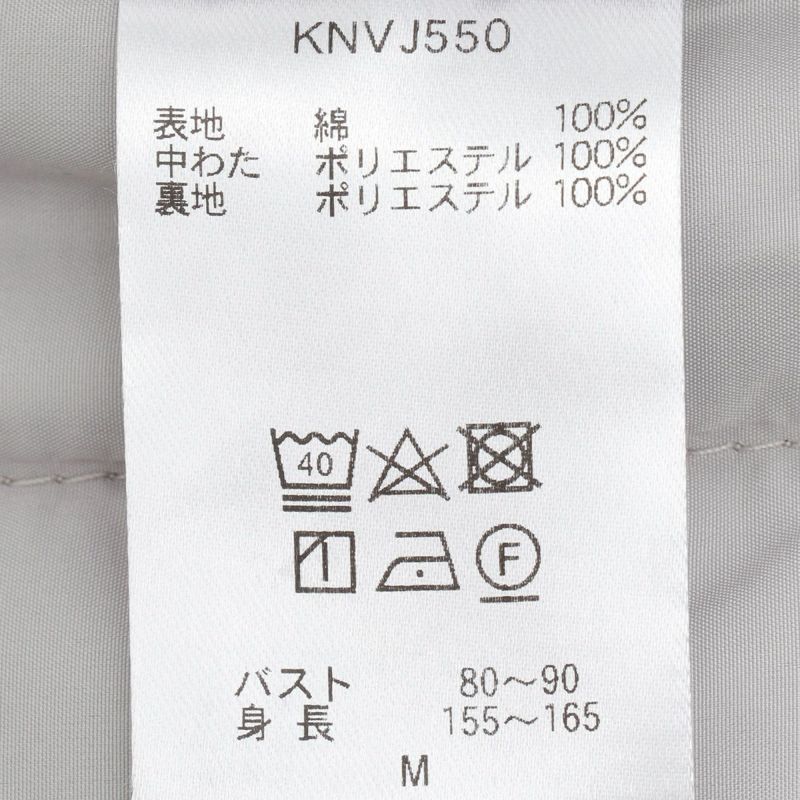 KNVJ550
表地 綿 100%
中わた ポリエステル 100%
裏地 ポリエステル 100%
40
F
バスト 80～90
身長 155～165
M